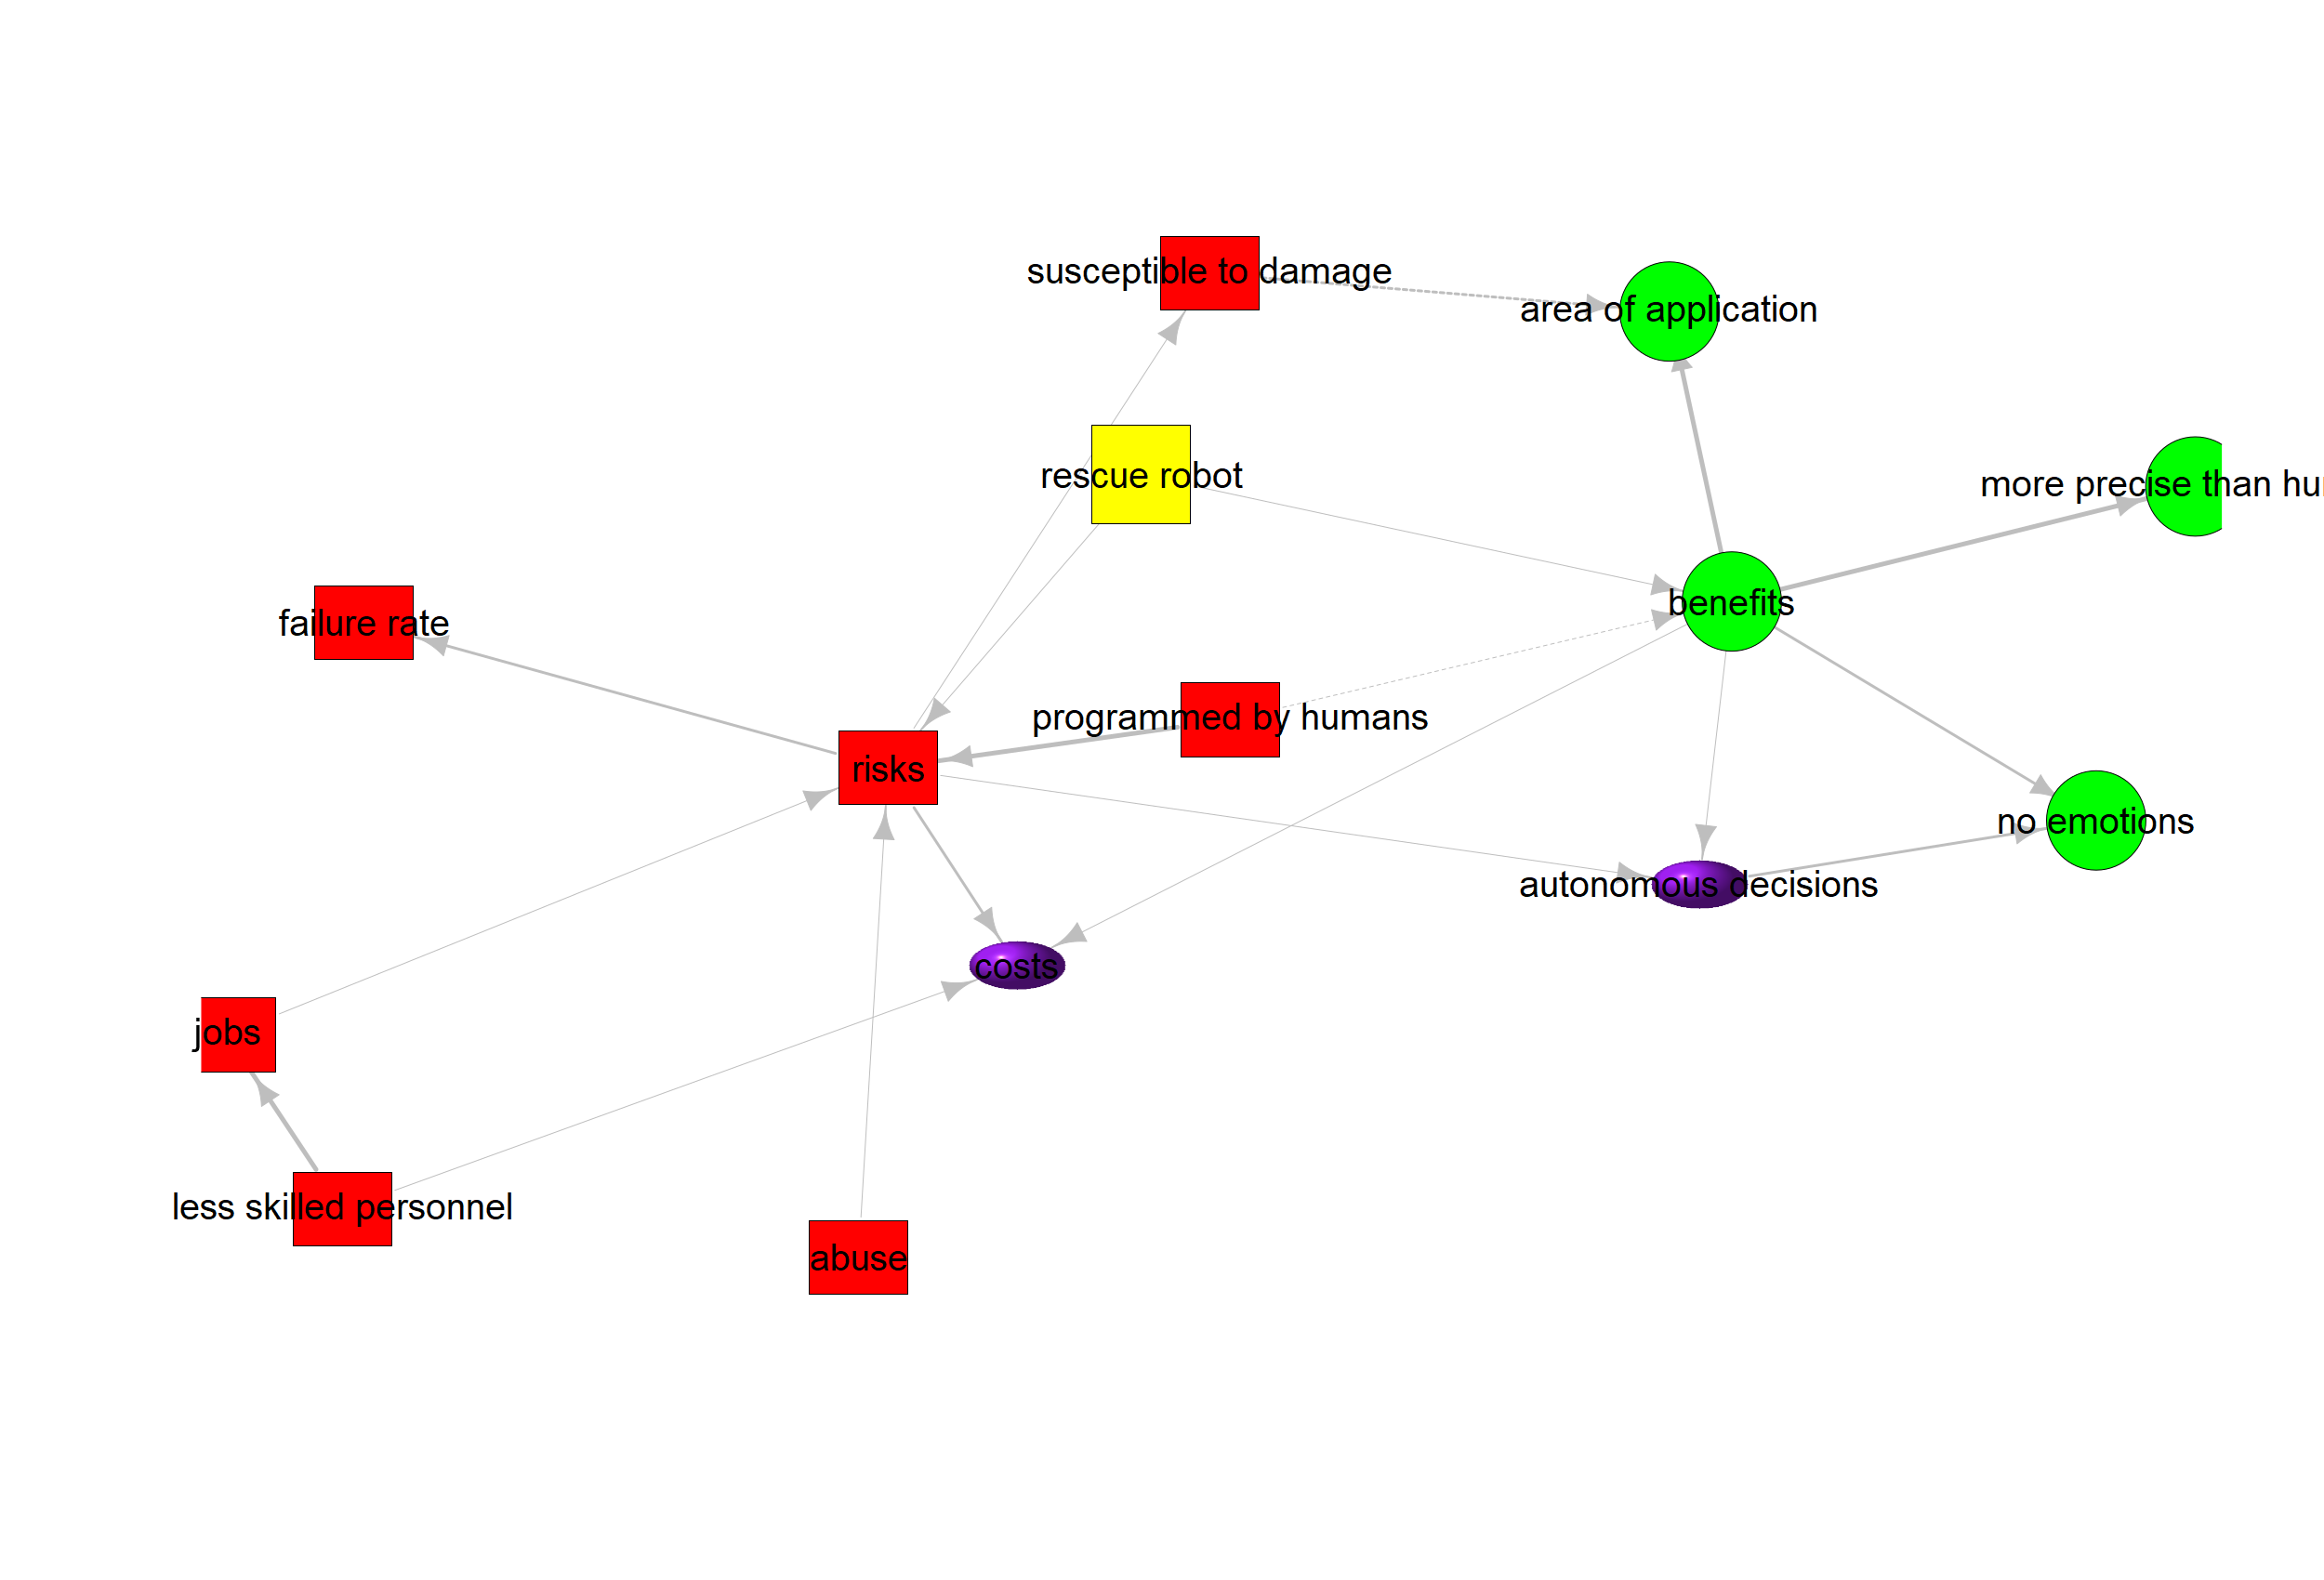 susceptible to damage
area of application
rescue robot
more precise than
benefits
failure rate
programmed by humans
risks
no emotions
autonomous decisions
costs
jobs
less skilled personnel
abuse